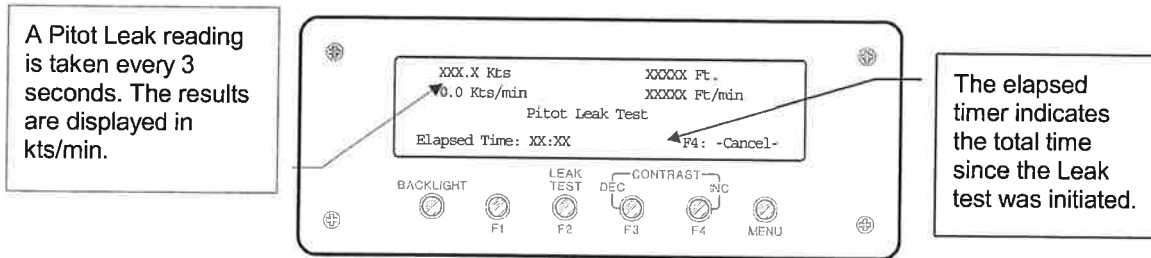 A Pitot Leak reading
is taken every 3
seconds. The results
are displayed in
kts/min.
XXX.X Kts XXXXX Ft.
0.0 Kts/min XXXXX Ft/min
Pitot Leak Test
Elapsed Time: XX:XX F4: -Cancel-
BACKLIGHT
LEAK
TEST
CONTRAST
DEC INC
F1 F2 F3 F4 MENU
The elapsed
timer indicates
the total time
since the Leak
test was initiated.